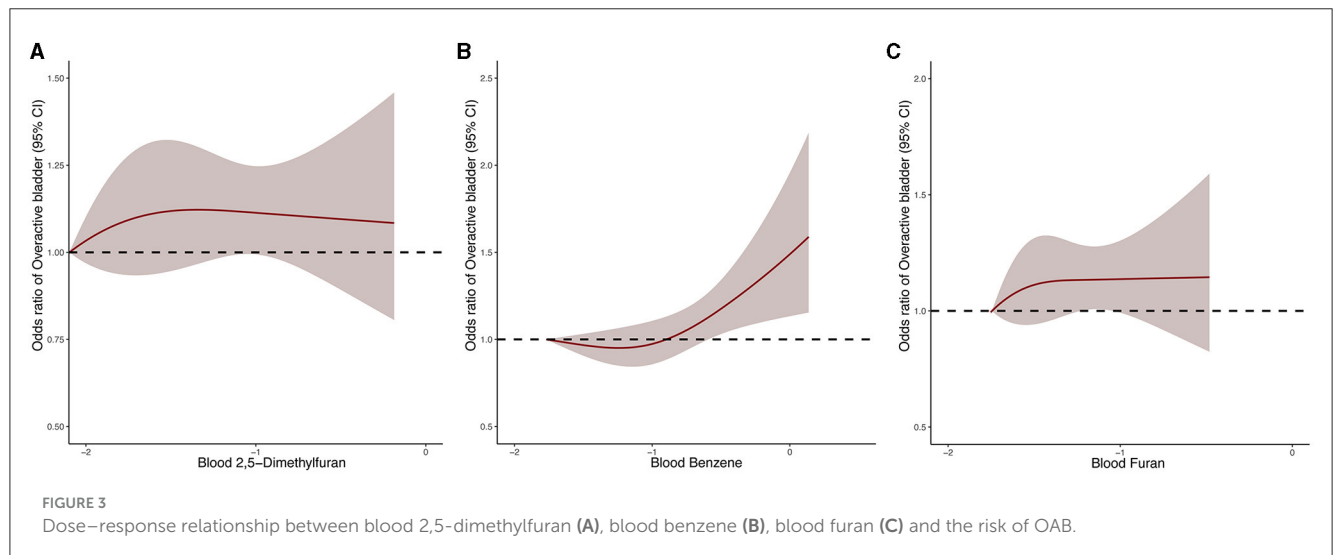 A
Odds ratio of Overactive bladder (95% CI)
1.50
1.25
1.00
0.75
0.50
−2
−1
0
Blood 2,5−Dimethylfuran
B
Odds ratio of Overactive bladder (95% CI)
2.5
2.0
1.5
1.0
0.5
−2
−1
0
Blood Benzene
C
Odds ratio of Overactive bladder (95% CI)
2.0
1.5
1.0
0.5
−2
−1
0
Blood Furan
FIGURE 3
Dose–response relationship between blood 2,5-dimethylfuran (A), blood benzene (B), blood furan (C) and the risk of OAB.